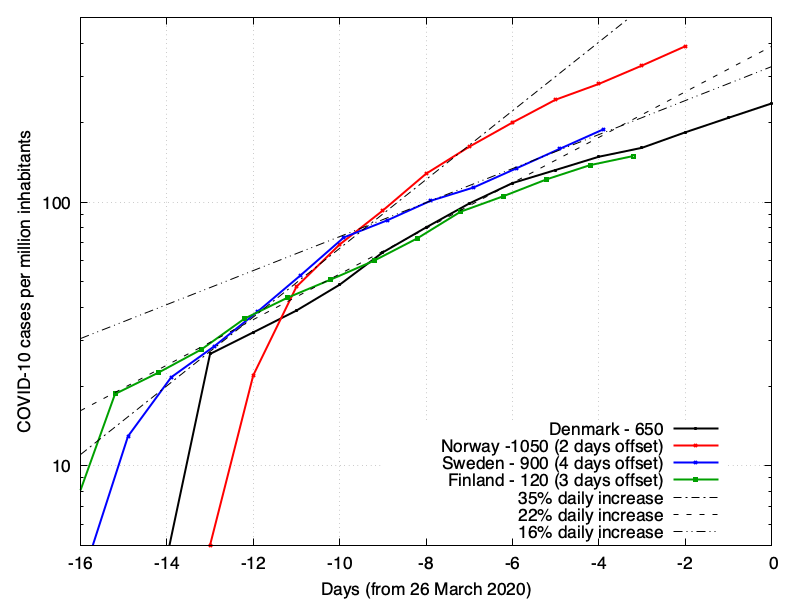 COVID-10 cases per million inhabitants
100
10
Denmark - 650
Norway -1050 (2 days offset)
Sweden - 900 (4 days offset)
Finland - 120 (3 days offset)
35% daily increase
22% daily increase
16% daily increase
-16 -14 -12 -10 -8 -6 -4 -2 0
Days (from 26 March 2020)